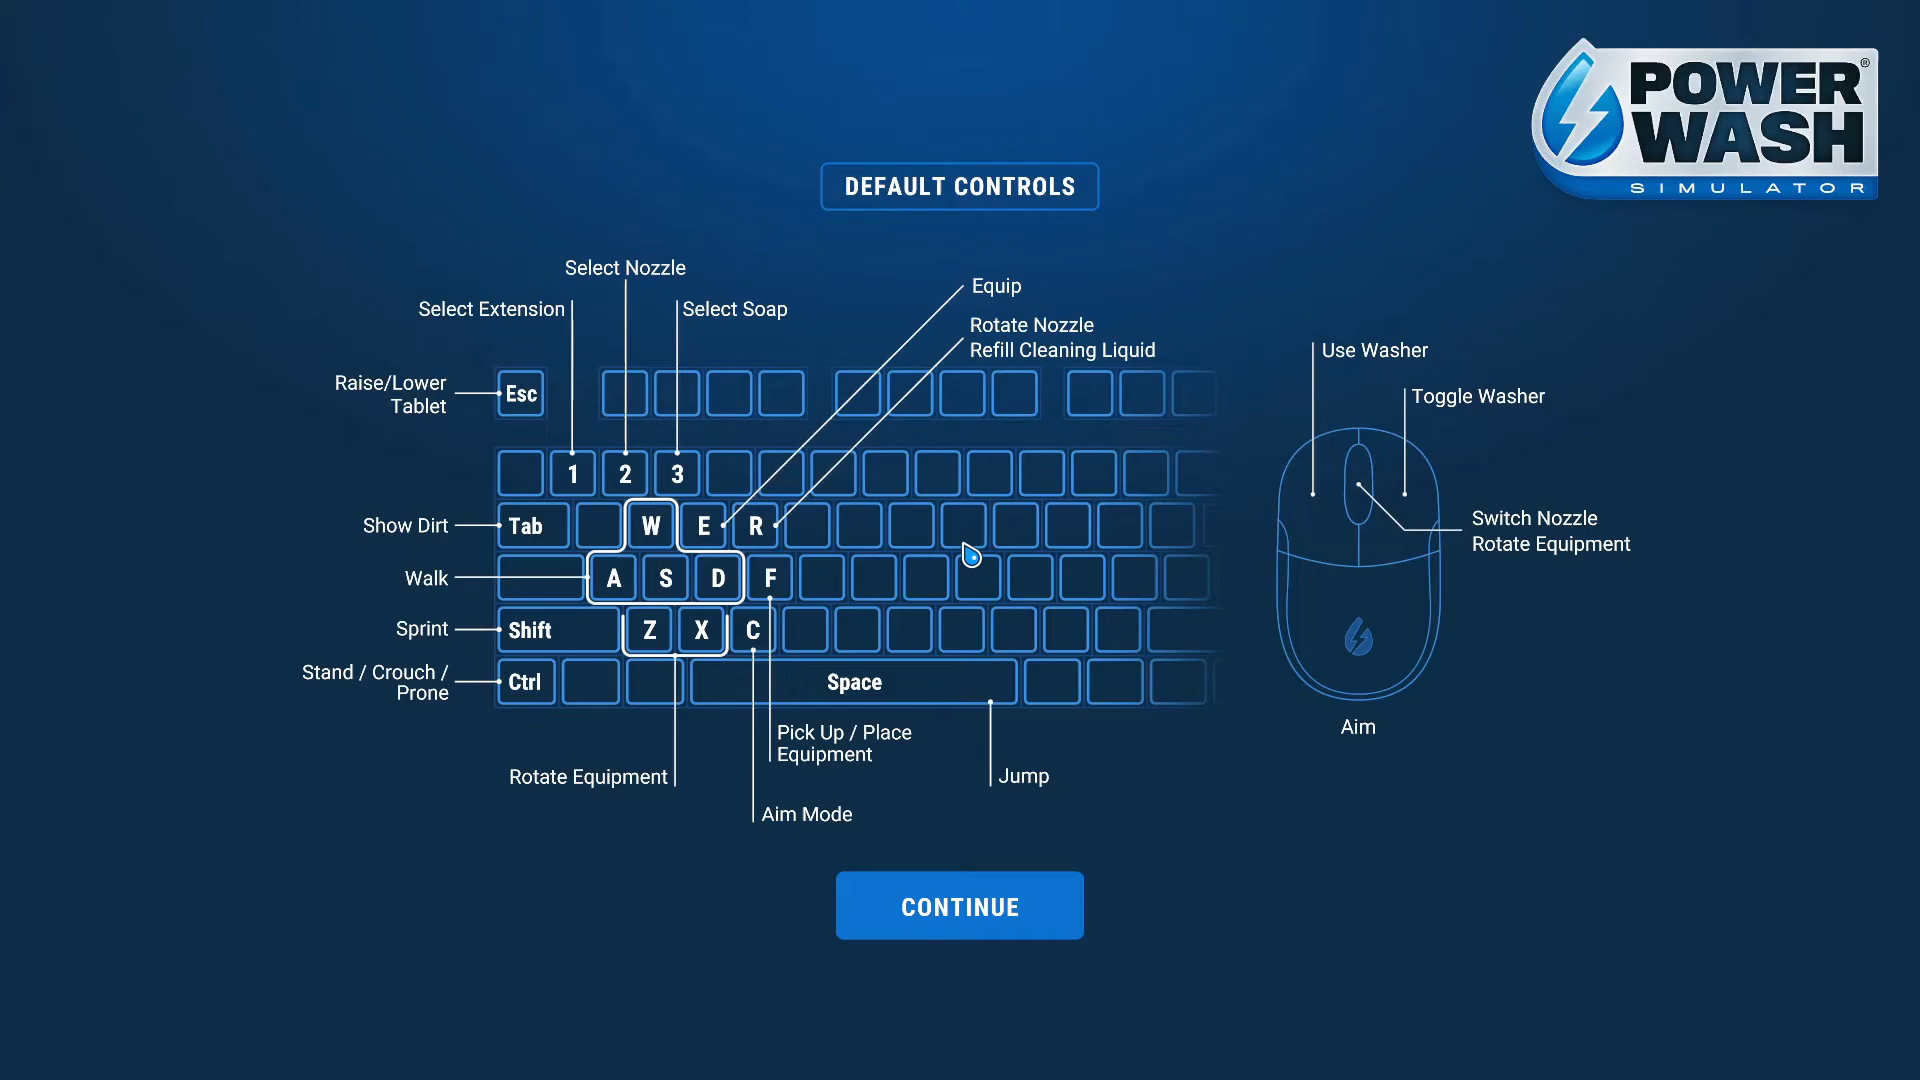 POWER®
WASH
SIMULATOR
DEFAULT CONTROLS
Select Nozzle
Select Extension
Select Soap
Equip
Rotate Nozzle
Refill Cleaning Liquid
Raise/Lower
Tablet
Esc
1 2 3
Show Dirt
Tab W E R
Walk
A S D F
Sprint
Shift Z X C
Stand / Crouch /
Prone
Ctrl Space
Pick Up / Place
Equipment
Rotate Equipment
Jump
Aim Mode
Use Washer
Toggle Washer
Switch Nozzle
Rotate Equipment
Aim
CONTINUE